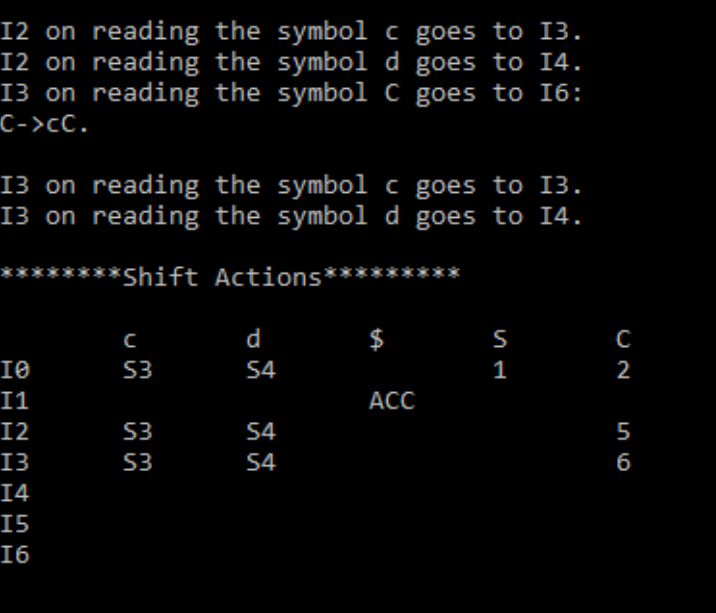 I2 on reading the symbol c goes to I3.
I2 on reading the symbol d goes to I4.
I3 on reading the symbol C goes to I6:
C->cC.
I3 on reading the symbol c goes to I3.
I3 on reading the symbol d goes to I4.
********Shift Actions*********
c d $ S C
I0 S3 S4 1 2
I1 ACC
I2 S3 S4 5
I3 S3 S4 6
I4
I5
I6